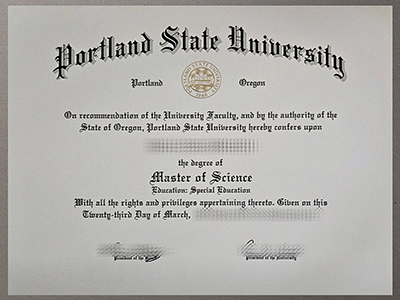 Portland State University
Portland Oregon
On recommendation of the University Faculty, and by the authority of the
State of Oregon, Portland State University hereby confers upon
the degree of
Master of Science
Education: Special Education
With all the rights and privileges appertaining thereto. Given on this
Twenty-third Day of March,
President of the University